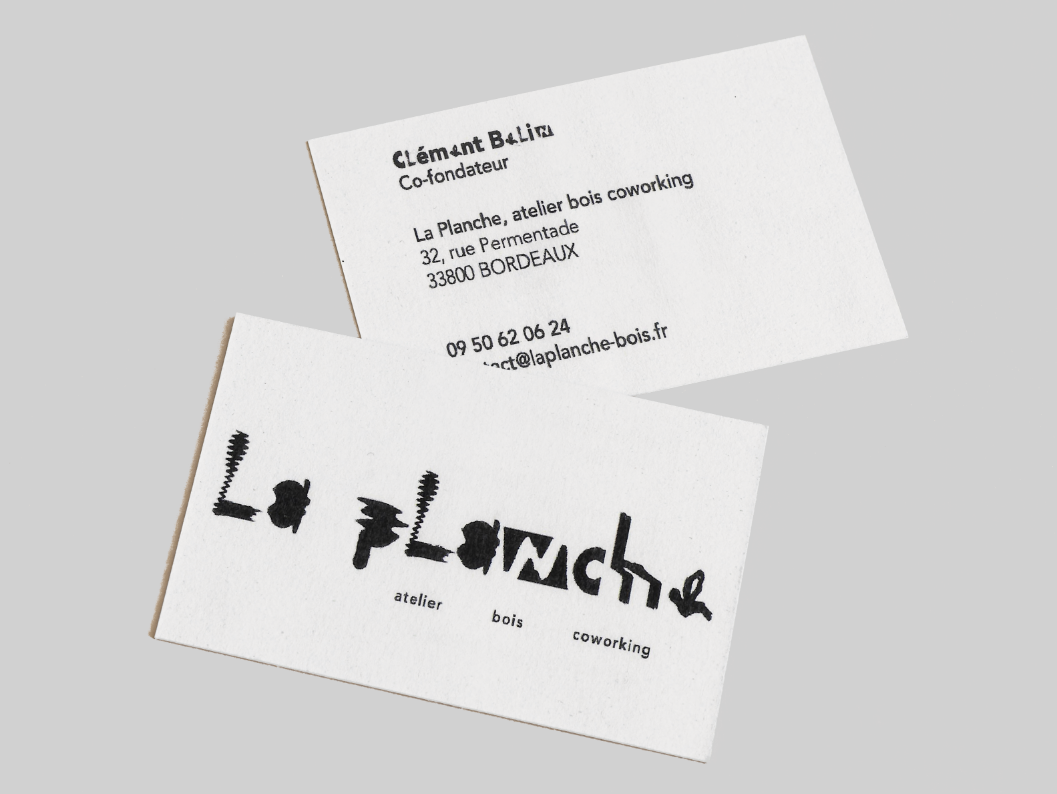 Clément Belin
Co-fondateur
La Planche, atelier bois coworking
32, rue Permentade
33800 BORDEAUX
09 50 62 06 24
La planche
atelier bois coworking